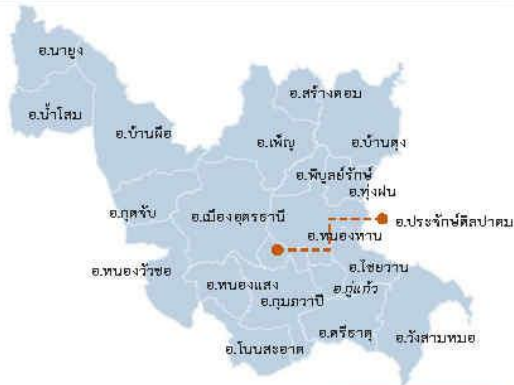 อ.นายูง
อ.สร้างคอม
อ.น้ำโสม
อ.บ้านผือ
อ.เพ็ญ
อ.บ้านดุง
อ.พิบูลย์รักษ์
อ.ทุ่งฝน
อ.กุดจับ
อ.เมืองอุดรธานี
อ.ประจักษ์ศิลปาคม
อ.หนองหาน
อ.หนองวัวซอ
อ.ไชยวาน
อ.หนองแสง
อ.กู่แก้ว
อ.กุมภวาปี
อ.ศรีธาตุ
อ.วังสามหมอ
อ.โนนสะอาด